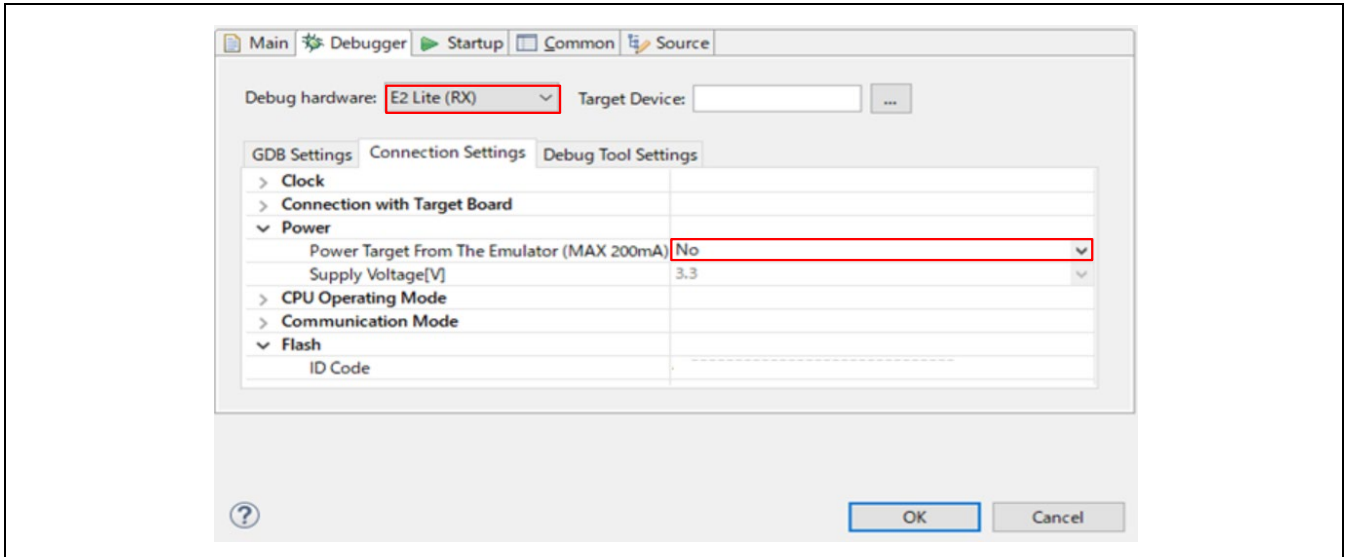 Main Debugger Startup Common Source
Debug hardware: E2 Lite (RX) Target Device: ...
GDB Settings Connection Settings Debug Tool Settings
Clock
Connection with Target Board
Power
Power Target From The Emulator (MAX 200mA) No
Supply Voltage[V] 3.3
CPU Operating Mode
Communication Mode
Flash
ID Code
? OK Cancel